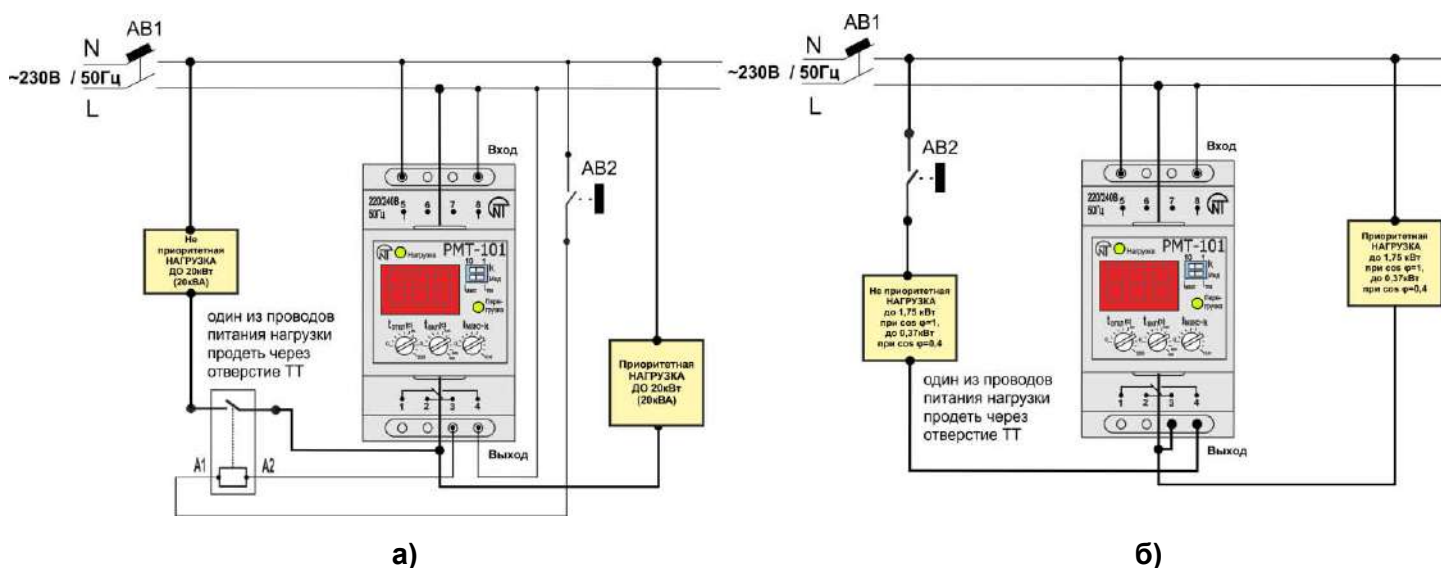 AB1
N
~230В / 50Гц
L
Вход
220/240В
50Гц
5 6 7 8
РМТ-101
Нагрузка
10 1
Пере-
грузка
1 2 3 4
Выход
AB2
Не
приоритетная
НАГРУЗКА
ДО 20кВт
(20кВА)
один из проводов
питания нагрузки
продеть через
отверстие ТТ
A1 A2
Приоритетная
НАГРУЗКА
ДО 20кВт
(20кВА)
а)
AB1
N
~230В / 50Гц
L
AB2
Вход
220/240В
50Гц
5 6 7 8
РМТ-101
Нагрузка
10 1
Пере-
грузка
1 2 3 4
Выход
Не приоритетная
НАГРУЗКА
до 1,75 кВт
при cos φ=1,
до 0,37кВт
при cos φ=0,4
один из проводов
питания нагрузки
продеть через
отверстие ТТ
Приоритетная
НАГРУЗКА
до 1,75 кВт
при cos φ=1,
до 0,37кВт
при cos φ=0,4
б)